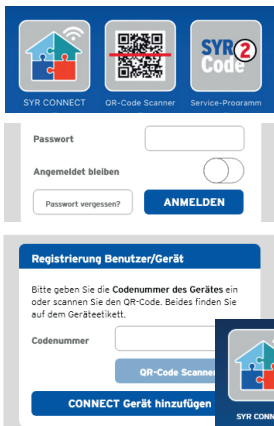 SYR 2
Code
SYR CONNECT QR-Code Scanner Service-Programm
Passwort
Angemeldet bleiben
Passwort vergessen? ANMELDEN
Registrierung Benutzer/Gerät
Bitte geben Sie die Codenummer des Gerätes ein
oder scannen Sie den QR-Code. Beides finden Sie
auf dem Geräteetikett.
Codenummer
QR-Code Scanne
CONNECT Gerät hinzufügen
SYR CONN